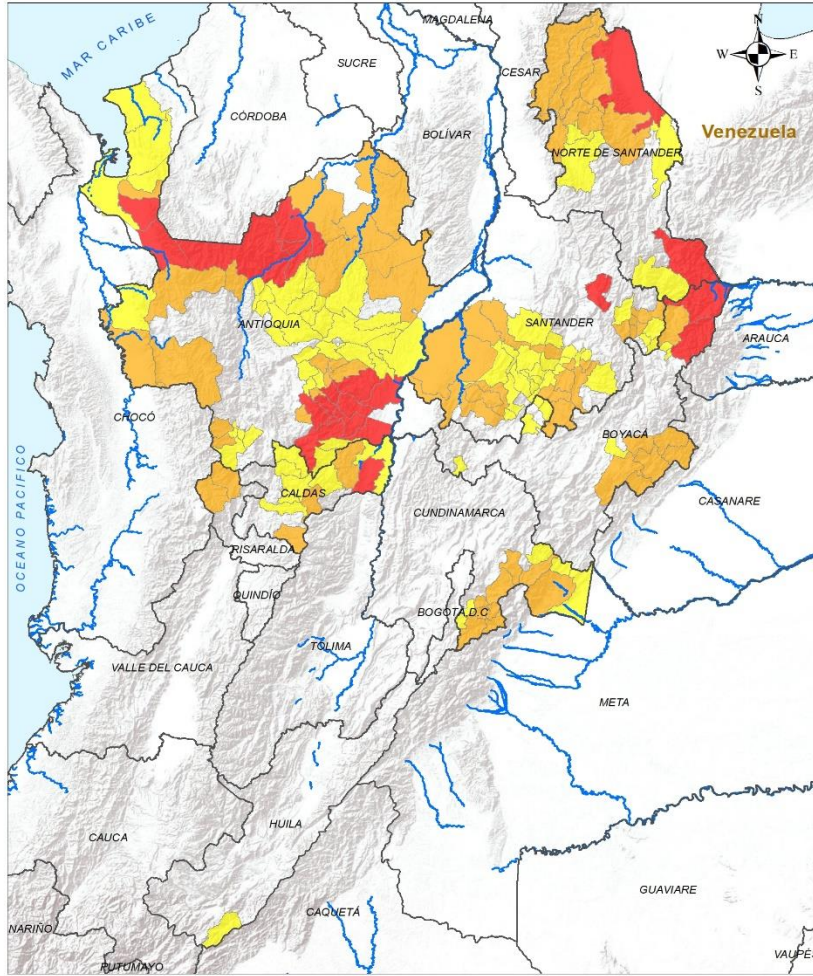 MAGDALENA
N
W E
S
MAR CARIBE
SUCRE
CESAR
CÓRDOBA
BOLÍVAR
Venezuela
NORTE DE SANTANDER
ANTIOQUIA
SANTANDER
ARAUCA
CHOCÓ
BOYACÁ
OCEANO PACIFICO
CALDAS
CUNDINAMARCA
CASANARE
RISARALDA
QUINDÍO
BOGOTÁ, D.C
TOLIMA
VALLE DEL CAUCA
META
HUILA
CAUCA
GUAVIARE
CAQUETÁ
NARIÑO
PUTUMAYO
VAUPÉS